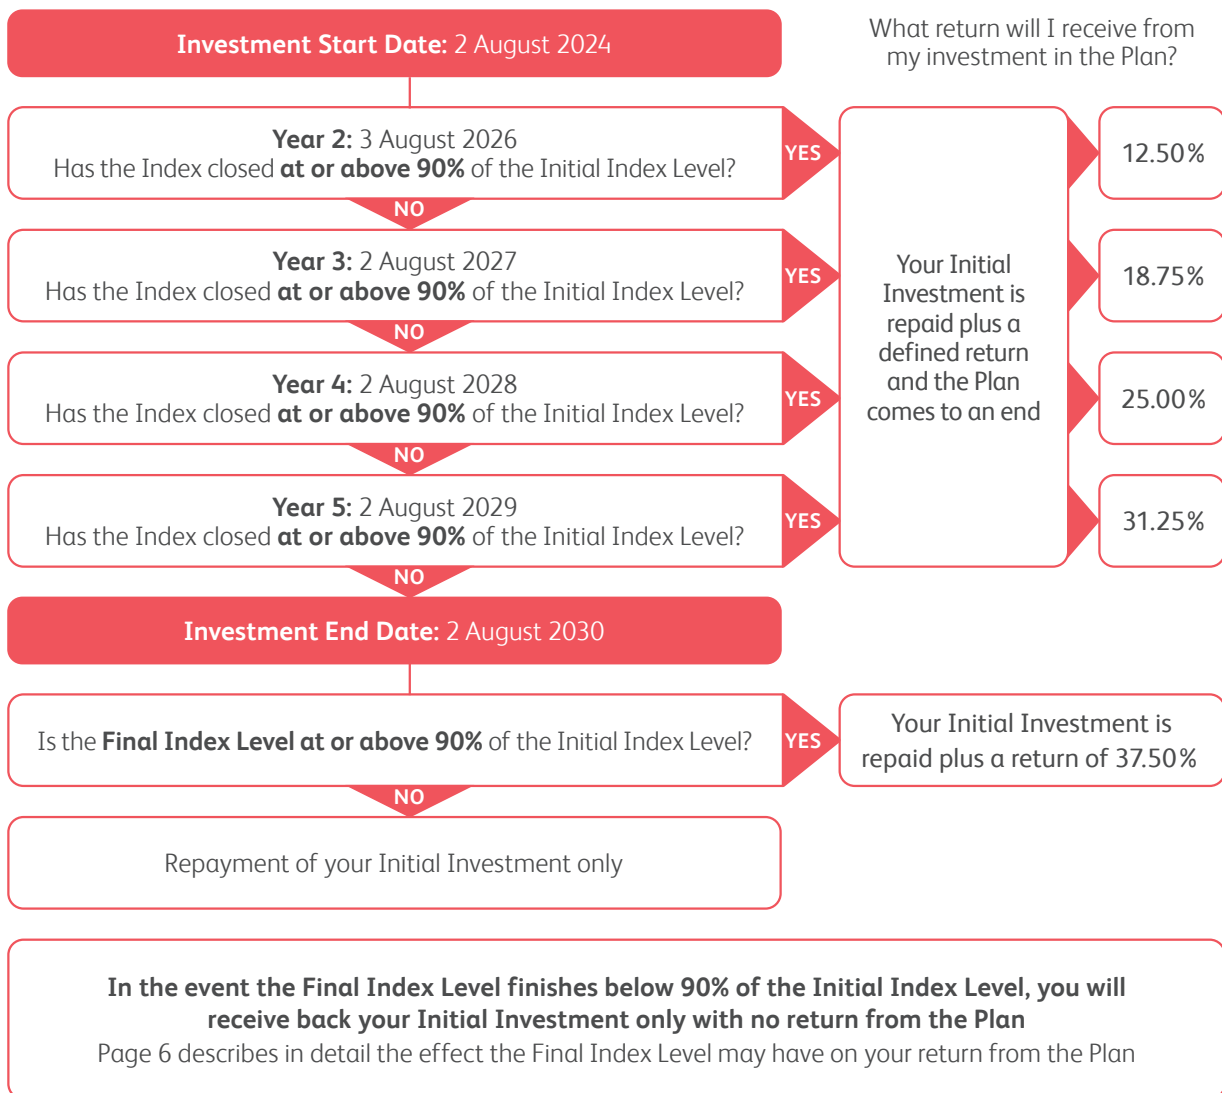 Investment Start Date: 2 August 2024
What return will I receive from
my investment in the Plan?
Year 2: 3 August 2026
Has the Index closed at or above 90% of the Initial Index Level?
YES
12.50%
NO
Year 3: 2 August 2027
Has the Index closed at or above 90% of the Initial Index Level?
YES
18.75%
NO
Your Initial
Investment is
repaid plus a
defined return
and the Plan
comes to an end
Year 4: 2 August 2028
Has the Index closed at or above 90% of the Initial Index Level?
YES
25.00%
NO
Year 5: 2 August 2029
Has the Index closed at or above 90% of the Initial Index Level?
YES
31.25%
NO
Investment End Date: 2 August 2030
Is the Final Index Level at or above 90% of the Initial Index Level?
YES
Your Initial Investment is
repaid plus a return of 37.50%
NO
Repayment of your Initial Investment only
In the event the Final Index Level finishes below 90% of the Initial Index Level, you will
receive back your Initial Investment only with no return from the Plan
Page 6 describes in detail the effect the Final Index Level may have on your return from the Plan